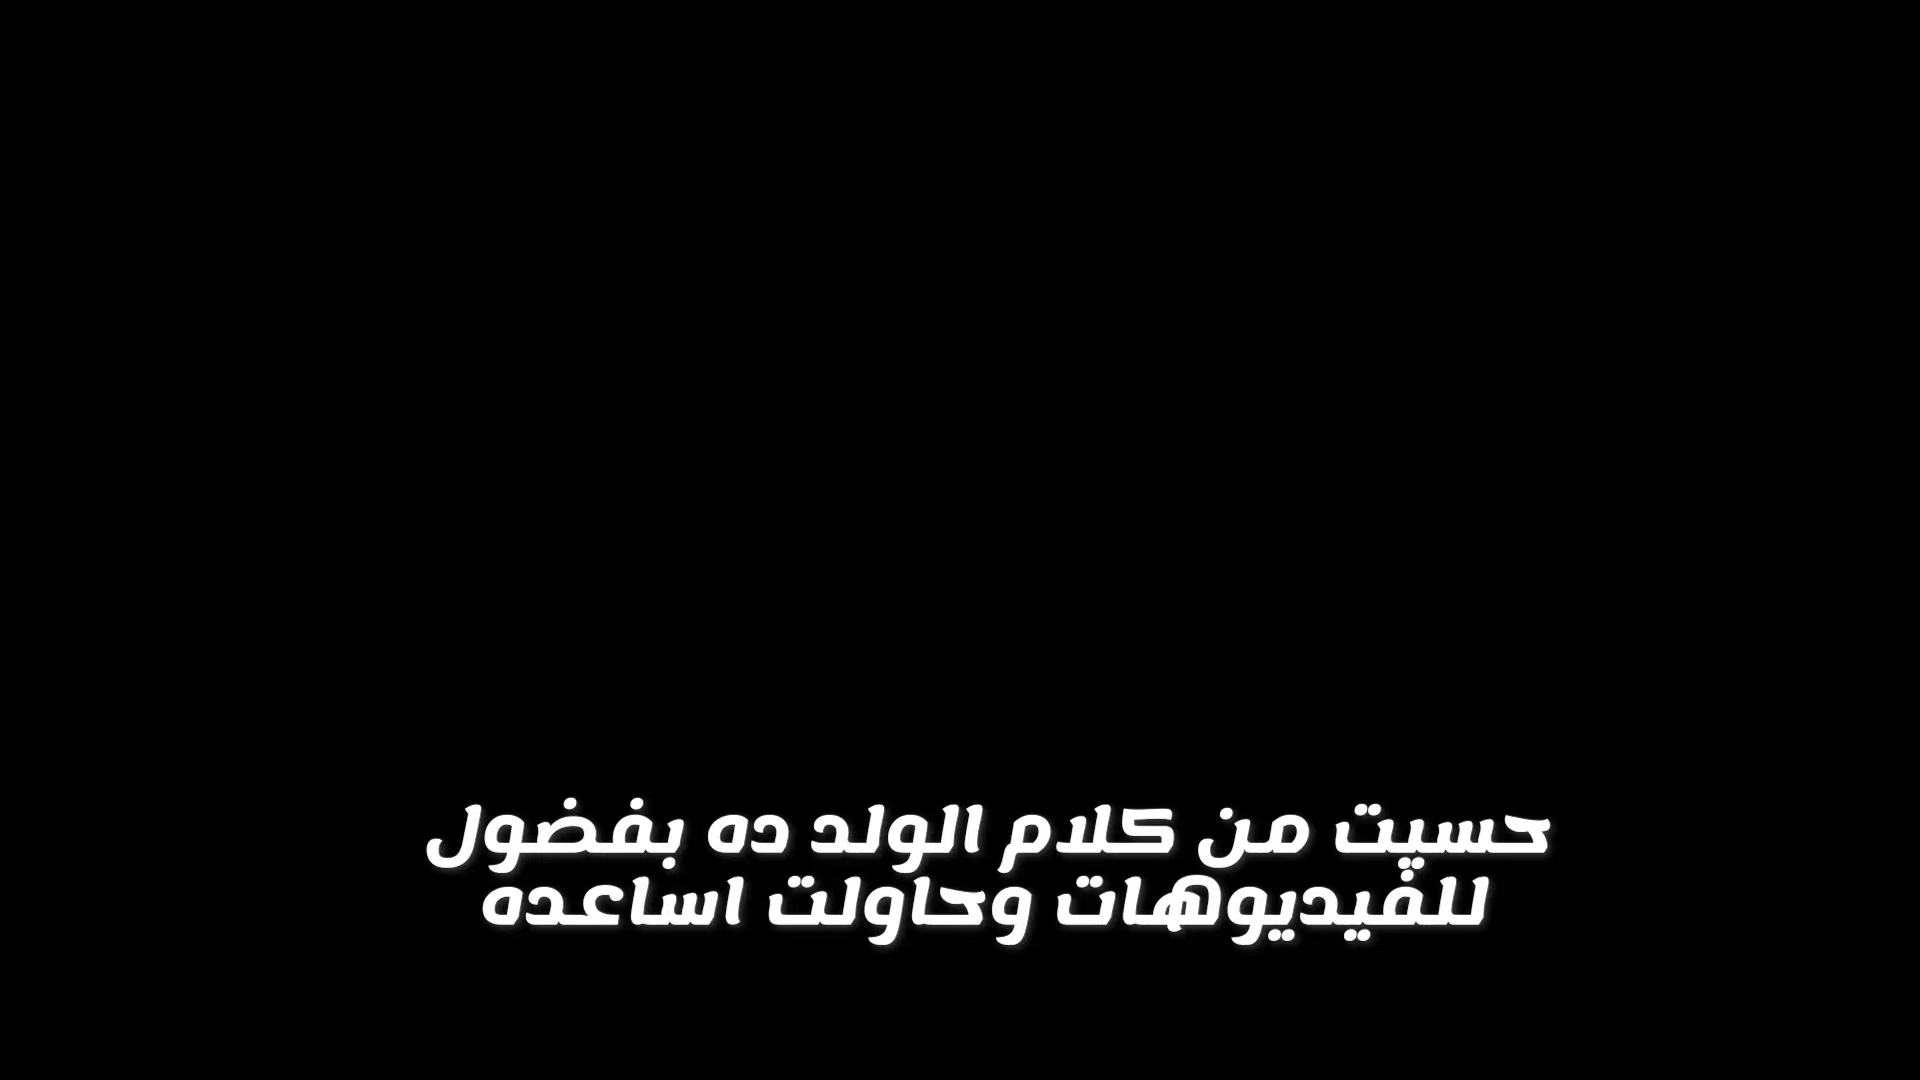 حسيت من كلام الولد ده بفضول
للفيديوهات وحاولت اساعده